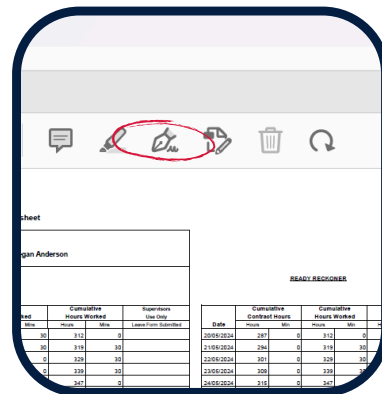 sheet
egan Anderson
READY RECKONER
Cumulative Supervisors Cumulative Cumulative
ked Hours Worked Use Only Contract Hours Hours Worked
Mins Hours Mins Leave Form Submitted Date Hours Min Hours Min H
30 312 0 20/05/2024 287 0 312 0
30 319 30 21/05/2024 294 0 319 30
0 329 30 22/05/2024 301 0 329 30
0 339 30 23/05/2024 308 0 339 30
347 0 24/05/2024 315 0 347